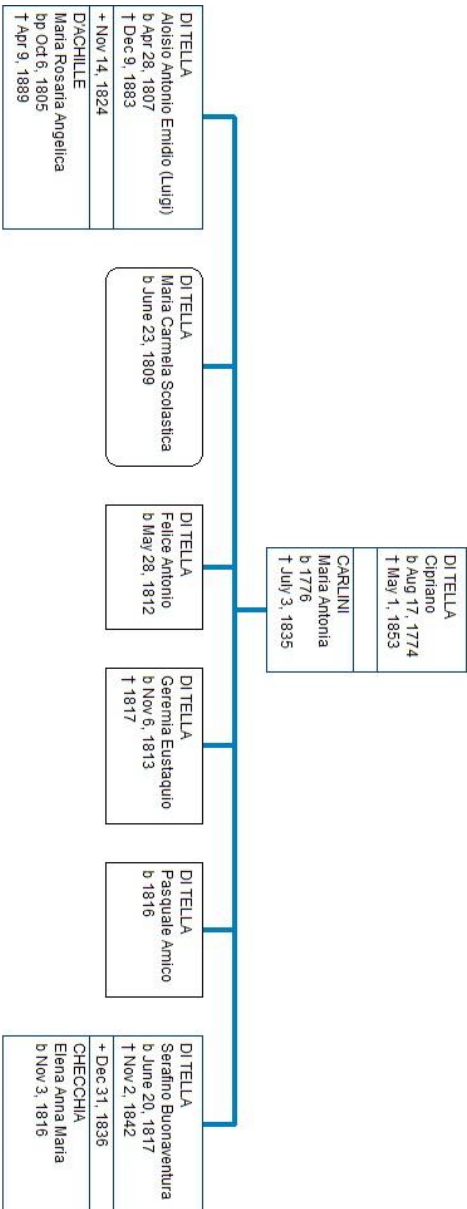 DI TELLA
Cipriano
b Aug 17, 1774
† May 1, 1853
CARLINI
Maria Antonia
b 1776
† July 3, 1835
DI TELLA
Aloisio Antonio Emidio (Luigi)
b Apr 28, 1807
† Dec 9, 1883
+ Nov 14, 1824
D'ACHILLE
Maria Rosaria Angelica
bp Oct 6, 1805
† Apr 9, 1889
DI TELLA
Maria Carmela Scolastica
b June 23, 1809
DI TELLA
Felice Antonio
b May 28, 1812
DI TELLA
Geremia Eustaquio
b Nov 6, 1813
† 1817
DI TELLA
Pasquale Amico
b 1816
DI TELLA
Serafino Buonaventura
b June 20, 1817
† Nov 2, 1842
+ Dec 31, 1836
CHECCHIA
Elena Anna Maria
b Nov 3, 1816